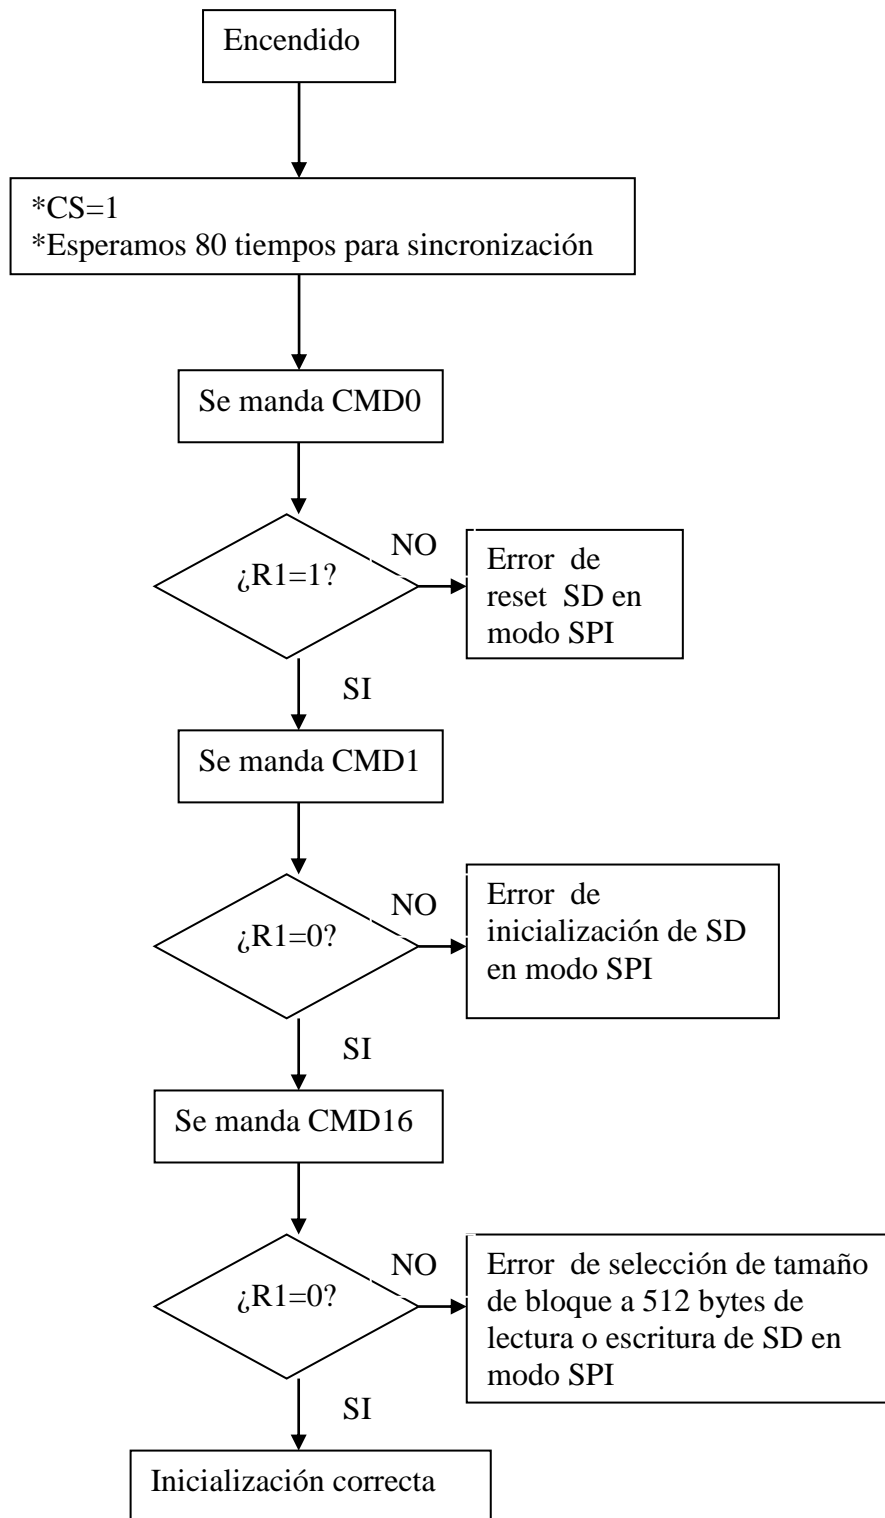 Encendido
*CS=1
*Esperamos 80 tiempos para sincronización
Se manda CMD0
¿R1=1?
NO
Error de
reset SD en
modo SPI
SI
Se manda CMD1
¿R1=0?
NO
Error de
inicialización de SD
en modo SPI
SI
Se manda CMD16
¿R1=0?
NO
Error de selección de tamaño
de bloque a 512 bytes de
lectura o escritura de SD en
modo SPI
SI
Inicialización correcta